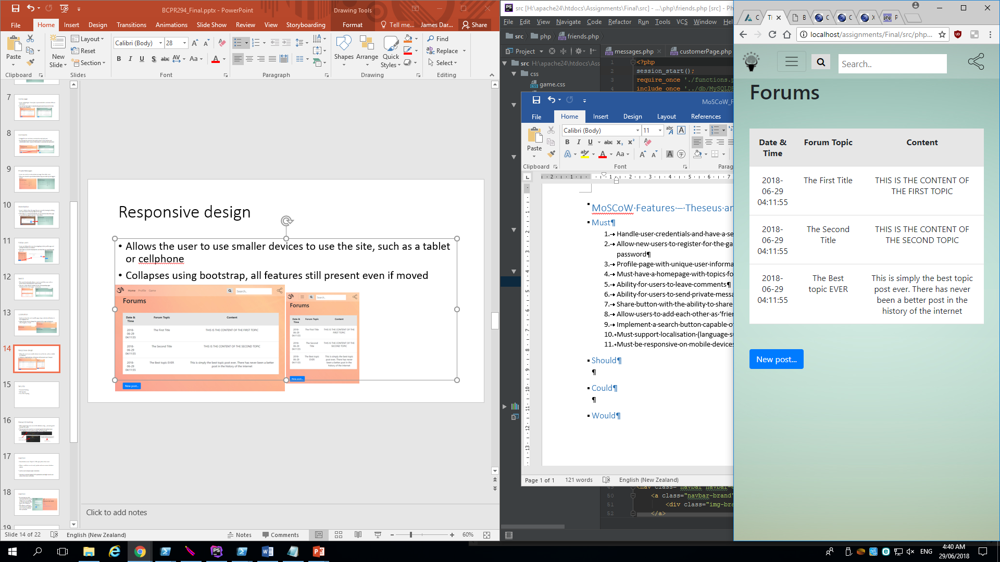 BCPR294_Final.pptx - PowerPoint
Drawing Tools
File
Home
Insert
Design
Transitions
Animations
Slide Show
Review
View
Storyboarding
Format
Tell me...
James Dar...
Share
Paste
Clipboard
New Slide
Layout
Reset
Section
Slides
Calibri (Body)
28
B I U S abc AV Aa A
Font
Paragraph
Shapes
Arrange
Quick Styles
Drawing
Find
Replace
Select
Editing
7
8
9
10
11
12
13
14
15
16
17
18
19
Responsive design
• Allows the user to use smaller devices to use the site, such as a tablet
or cellphone
• Collapses using bootstrap, all features still present even if moved
Home Profile Game
Search..
Forums
Date & Time
Forum Topic
Content
2018-06-29 04:11:55
The First Title
THIS IS THE CONTENT OF THE FIRST TOPIC
2018-06-29 04:11:55
The Second Title
THIS IS THE CONTENT OF THE SECOND TOPIC
2018-06-29 04:11:55
The Best topic EVER
This is simply the best topic post ever. There has never been a better
post in the history of the internet
New post...
Search..
Forums
Date & Time
Forum Topic
Content
2018-06-29 04:11:55
The First Title
THIS IS THE CONTENT OF THE FIRST TOPIC
2018-06-29 04:11:55
The Second Title
THIS IS THE CONTENT OF THE SECOND TOPIC
2018-06-29 04:11:55
The Best topic EVER
This is simply the best topic post ever. There has never been a better post in the history of the internet
New post...
Click to add notes
Slide 14 of 22
English (New Zealand)
Notes
Comments
60%
src [H:\apache24\htdocs\Assignments\Final\src] - ...\php\friends.php [src] - Ph
File Edit View Navigate Code Refactor Run Tools VCS Window Hel
src
php
friends.php
Project
messages.php
customerPage.php
src H:\apache24\htdocs\Ass
css
game.css
1 <?php
2 session_start();
3 require_once './functions.p
4 include_once '../db/MySQLDB
MoSCoW_F
File
Home
Insert
Design
Layout
References
Paste
Clipboard
Calibri (Body)
11
B I U abc x₂ x²
Font
Parag
MoSCoW·Features·–·Theseus·an
Must¶
1.→Handle·user·credentials·and·have·a·se
2.→Allow·new·users·to·register·for·the·ga
password¶
3.→Profile·page·with·unique·user·informa
4.→Must·have·a·homepage·with·topics·fo
5.→Ability·for·users·to·leave·comments¶
6.→Ability·for·users·to·send·private·messa
7.→Share·button·with·the·ability·to·share
8.→Allow·users·to·add·each·other·as·'frien
9.→Implement·a·search·button·capable·o
10.→Must·support·localisation·(language·s
11.→Must·be·responsive·on·mobile·devices
Should¶
¶
Could¶
¶
Would¶
Page 1 of 1
121 words
English (New Zealand)
49 <nav class="navbar navbar-e
50 <a class="navbar-brand"
51 <div class="img-bra
52 </a>
localhost/assignments/Final/src/php...
Search..
Forums
Date & Time
Forum Topic
Content
2018-
06-29
04:11:55
The First Title
THIS IS THE CONTENT OF
THE FIRST TOPIC
2018-
06-29
04:11:55
The Second
Title
THIS IS THE CONTENT OF
THE SECOND TOPIC
2018-
06-29
04:11:55
The Best
topic EVER
This is simply the best topic
post ever. There has never
been a better post in the
history of the internet
New post...
ENG
4:40 AM
29/06/2018